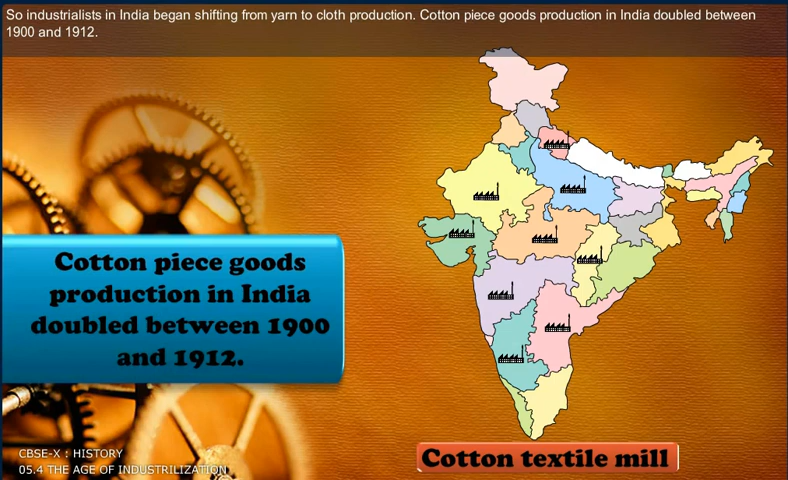 So industrialists in India began shifting from yarn to cloth production. Cotton piece goods production in India doubled between
1900 and 1912.
Cotton piece goods
production in India
doubled between 1900
and 1912.
CBSE-X : HISTORY
05.4 THE AGE OF INDUSTRILIZATION
Cotton textile mill